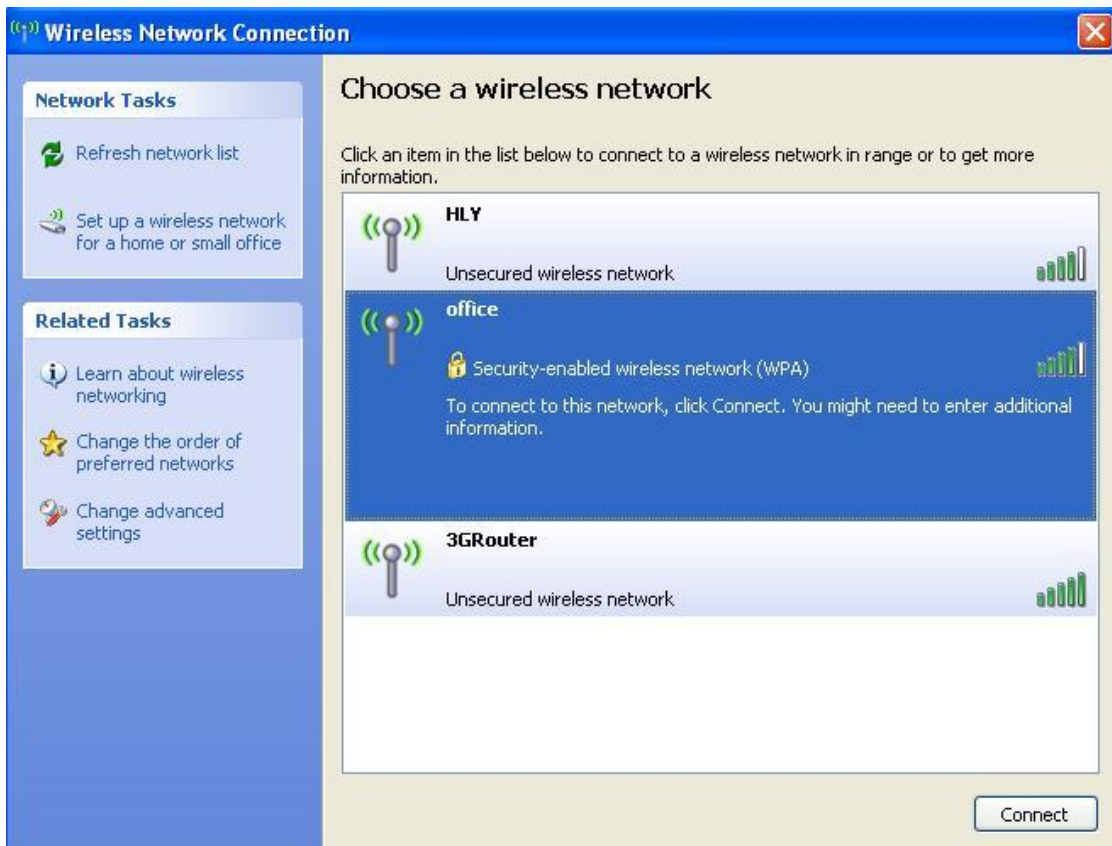 Wireless Network Connection
Network Tasks
Refresh network list
Set up a wireless network
for a home or small office
Related Tasks
Learn about wireless
networking
Change the order of
preferred networks
Change advanced
settings
Choose a wireless network
Click an item in the list below to connect to a wireless network in range or to get more
information.
HLY
Unsecured wireless network
office
Security-enabled wireless network (WPA)
To connect to this network, click Connect. You might need to enter additional
information.
3GRouter
Unsecured wireless network
Connect